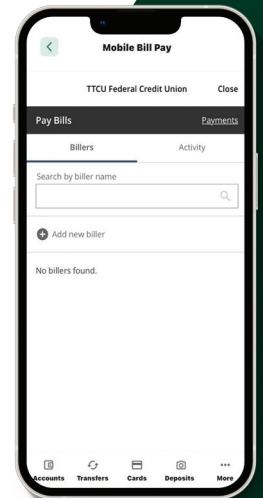 Mobile Bill Pay
TTCU Federal Credit Union Close
Pay Bills Payments
Billers Activity
Search by biller name
Add new biller
No billers found.
Accounts Transfers Cards Deposits More